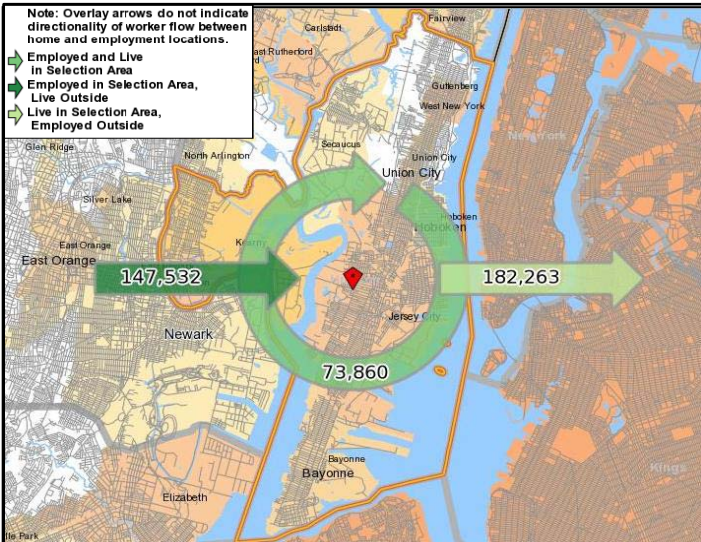 Note: Overlay arrows do not indicate
directionality of worker flow between
home and employment locations.
Employed and Live
in Selection Area
Employed in Selection Area,
Live Outside
Live in Selection Area,
Employed Outside
Fairview
Carlstadt
East Rutherford
Guttenberg
West New York
New York
Glen Ridge
Secaucus
North Arlington
Union City
Union City
Silver Lake
Hoboken
Hoboken
East Orange
East Orange
Kearny
147,532
182,263
Jersey City
Newark
73,860
Bayonne
Bayonne
Kings
Elizabeth